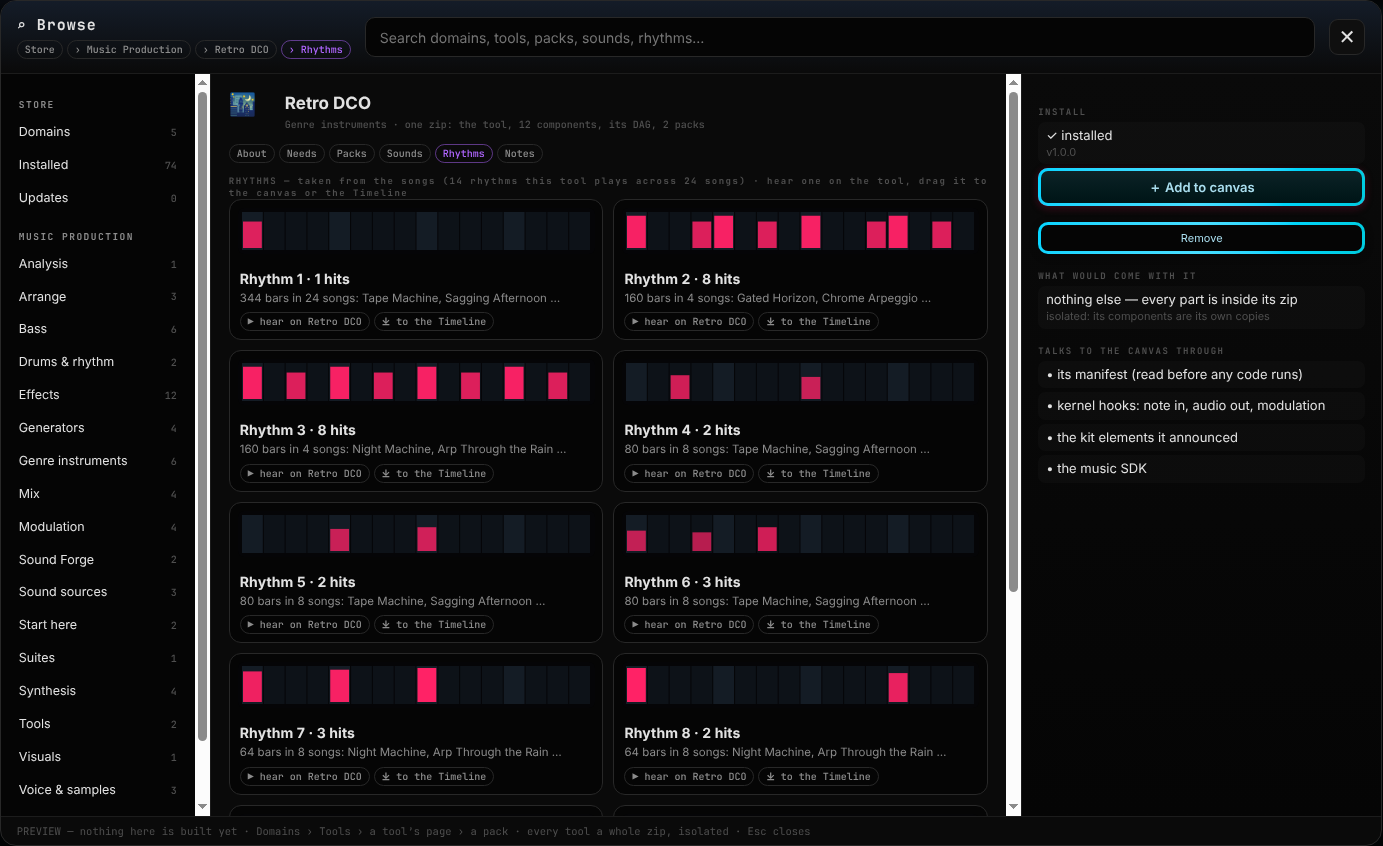 ⌕ Browse
Store › Music Production › Retro DCO › Rhythms
Search domains, tools, packs, sounds, rhythms...
✕
STORE
Domains 5
Installed 74
Updates 0
MUSIC PRODUCTION
Analysis 1
Arrange 3
Bass 6
Drums & rhythm 2
Effects 12
Generators 4
Genre instruments 6
Mix 4
Modulation 4
Sound Forge 2
Sound sources 3
Start here 2
Suites 1
Synthesis 4
Tools 2
Visuals 1
Voice & samples 3
Retro DCO
Genre instruments · one zip: the tool, 12 components, its DAG, 2 packs
About Needs Packs Sounds Rhythms Notes
RHYTHMS — taken from the songs (14 rhythms this tool plays across 24 songs) · hear one on the tool, drag it to
the canvas or the Timeline
Rhythm 1 · 1 hits
344 bars in 24 songs: Tape Machine, Sagging Afternoon ...
▶ hear on Retro DCO ⤓ to the Timeline
Rhythm 2 · 8 hits
160 bars in 4 songs: Gated Horizon, Chrome Arpeggio ...
▶ hear on Retro DCO ⤓ to the Timeline
Rhythm 3 · 8 hits
160 bars in 4 songs: Night Machine, Arp Through the Rain ...
▶ hear on Retro DCO ⤓ to the Timeline
Rhythm 4 · 2 hits
80 bars in 8 songs: Tape Machine, Sagging Afternoon ...
▶ hear on Retro DCO ⤓ to the Timeline
Rhythm 5 · 2 hits
80 bars in 8 songs: Tape Machine, Sagging Afternoon ...
▶ hear on Retro DCO ⤓ to the Timeline
Rhythm 6 · 3 hits
80 bars in 8 songs: Tape Machine, Sagging Afternoon ...
▶ hear on Retro DCO ⤓ to the Timeline
Rhythm 7 · 3 hits
64 bars in 8 songs: Night Machine, Arp Through the Rain ...
▶ hear on Retro DCO ⤓ to the Timeline
Rhythm 8 · 2 hits
64 bars in 8 songs: Night Machine, Arp Through the Rain ...
▶ hear on Retro DCO ⤓ to the Timeline
INSTALL
✓ installed
v1.0.0
+ Add to canvas
Remove
WHAT WOULD COME WITH IT
nothing else — every part is inside its zip
isolated: its components are its own copies
TALKS TO THE CANVAS THROUGH
• its manifest (read before any code runs)
• kernel hooks: note in, audio out, modulation
• the kit elements it announced
• the music SDK
PREVIEW — nothing here is built yet · Domains › Tools › a tool's page › a pack · every tool a whole zip, isolated · Esc closes